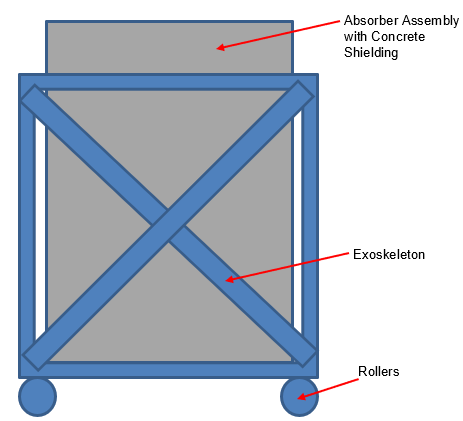 Absorber Assembly
with Concrete
Shielding
Exoskeleton
Rollers